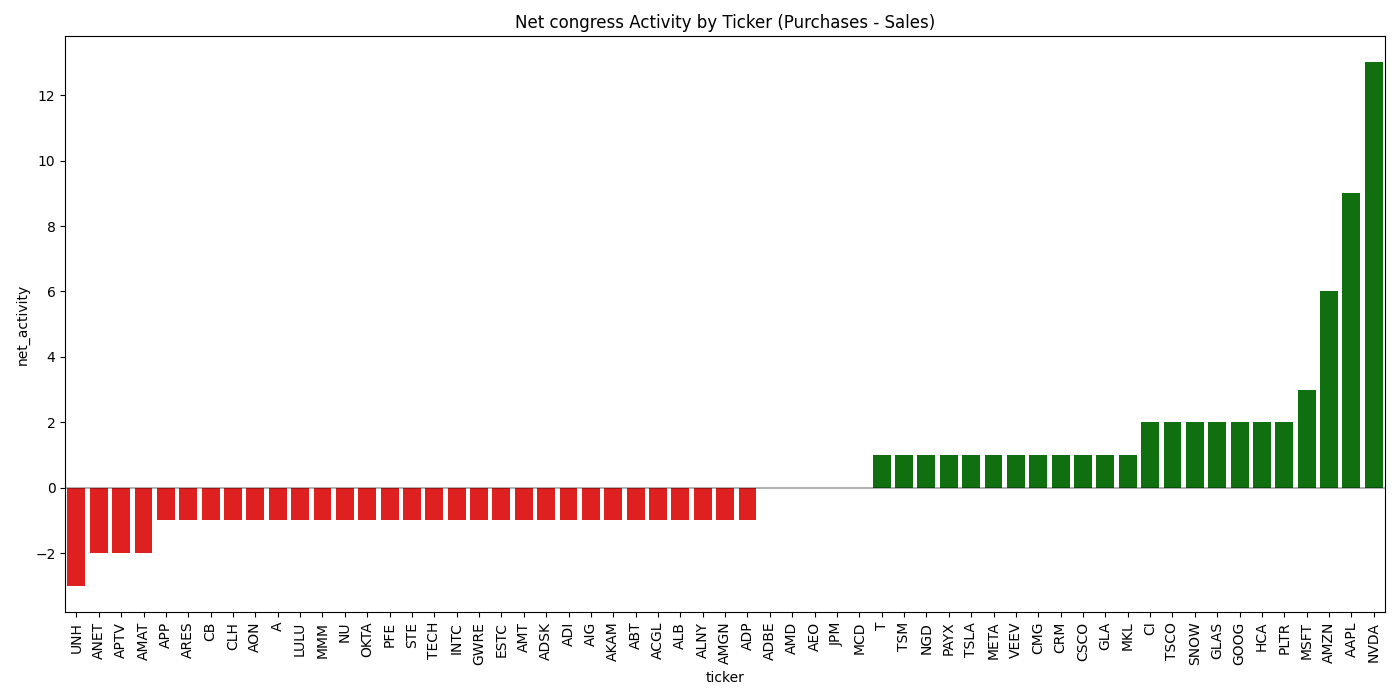 Net congress Activity by Ticker (Purchases - Sales)
net_activity
12
10
8
6
4
2
0
−2
UNH
ANET
APTV
AMAT
APP
ARES
CB
CLH
AON
A
LULU
MMM
NU
OKTA
PFE
STE
TECH
INTC
GWRE
ESTC
AMT
ADSK
ADI
AIG
AKAM
ABT
ACGL
ALB
ALNY
AMGN
ADP
ADBE
AMD
AEO
JPM
MCD
T
TSM
NGD
PAYX
TSLA
META
VEEV
CMG
CRM
CSCO
GLA
MKL
CI
TSCO
SNOW
GLAS
GOOG
HCA
PLTR
MSFT
AMZN
AAPL
NVDA
ticker